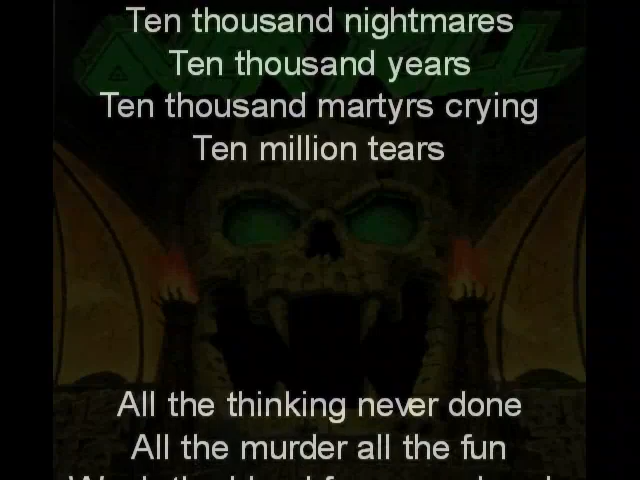 Ten thousand nightmares
Ten thousand years
Ten thousand martyrs crying
Ten million tears
All the thinking never done
All the murder all the fun